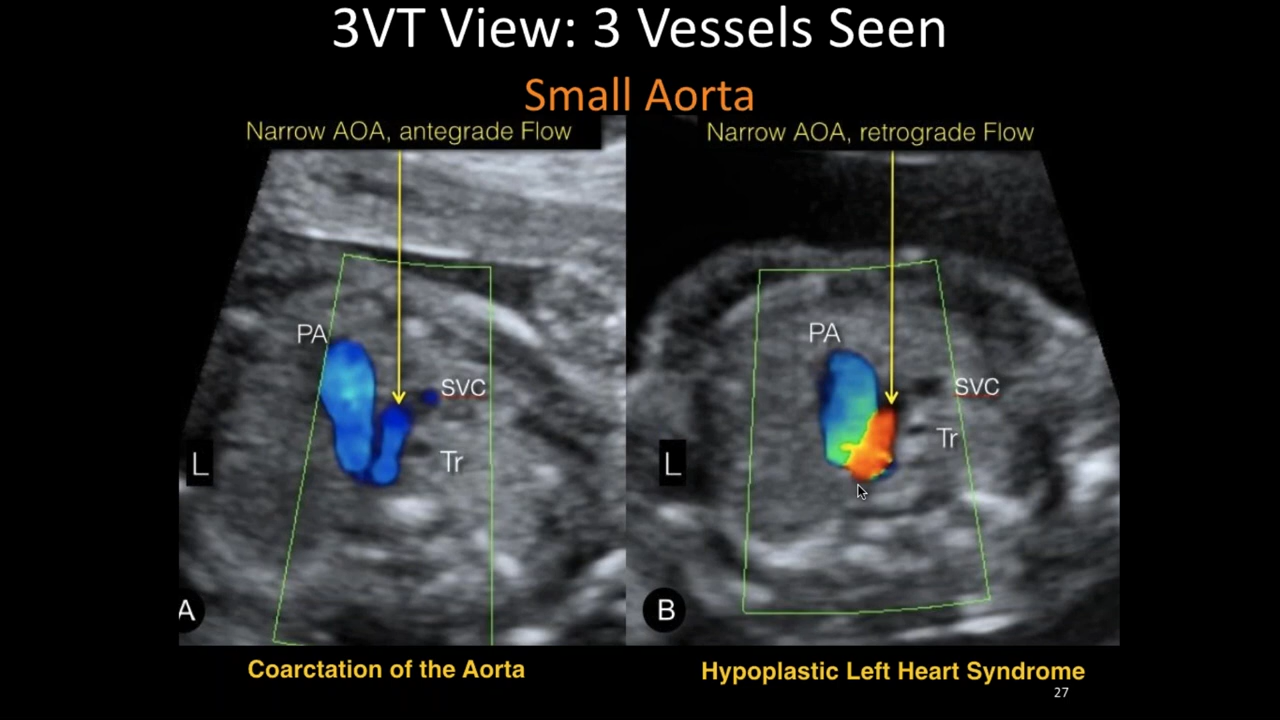 3VT View: 3 Vessels Seen
Small Aorta
Narrow AOA, antegrade Flow
Narrow AOA, retrograde Flow
PA
SVC
Tr
L
A
PA
SVC
Tr
L
B
Coarctation of the Aorta
Hypoplastic Left Heart Syndrome
27